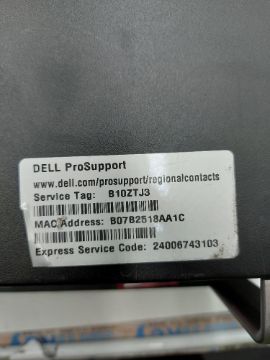 DELL ProSupport
www.dell.com/prosupport/regionalcontacts
Service Tag: B10ZTJ3
MAC Address: B07B2518AA1C
Express Service Code: 24006743103